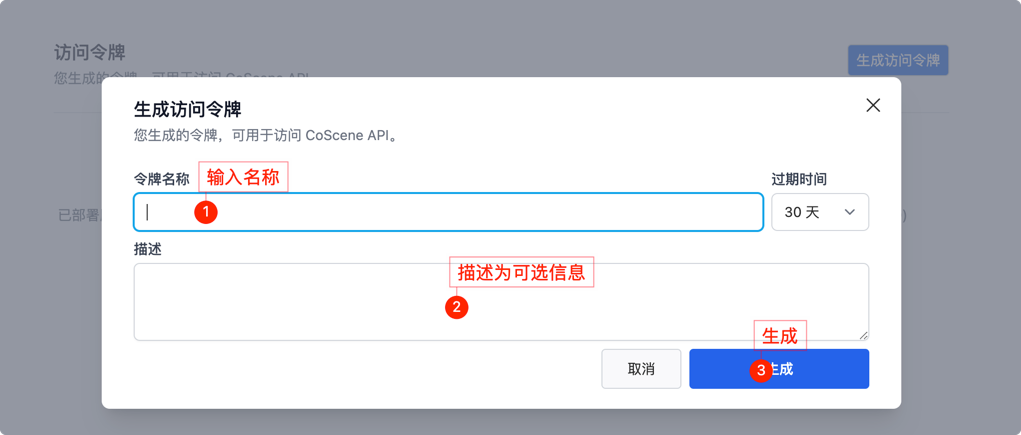 访问令牌
生成访问令牌
您生成的令牌，可用于访问 CoScene API
生成访问令牌
您生成的令牌，可用于访问 CoScene API。
令牌名称
输入名称
过期时间
1
30 天
已部署
)
描述
描述为可选信息
2
生成
取消
3
生成